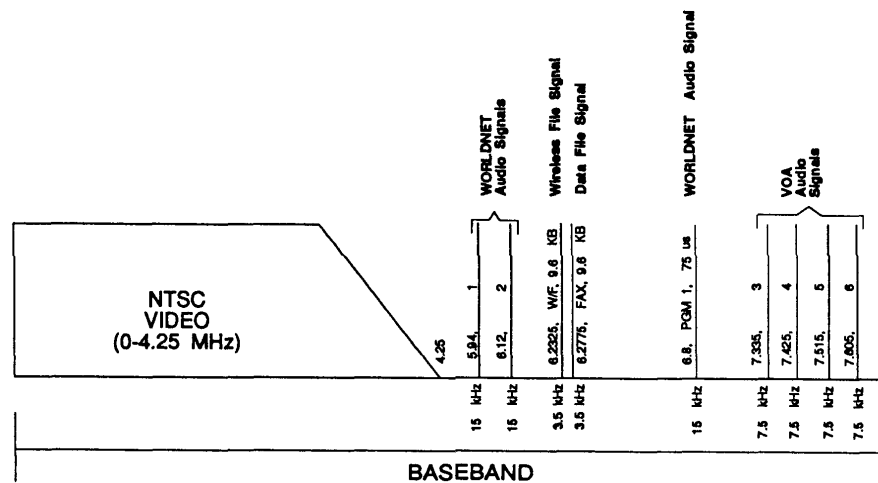 WORLDNET
Audio Signals
Wireless File Signal
Data File Signal
WORLDNET Audio Signal
VOA
Audio
Signals
NTSC
VIDEO
(0-4.25 MHz)
4.25
5.94, 1
6.12, 2
6.2325, W/F, 9.6 KB
6.2775, FAX, 9.6 KB
6.8, PGM 1, 75 us
7.335, 3
7.425, 4
7.515, 5
7.605, 6
15 kHz
15 kHz
3.5 kHz
3.5 kHz
15 kHz
7.5 kHz
7.5 kHz
7.5 kHz
7.5 kHz
BASEBAND